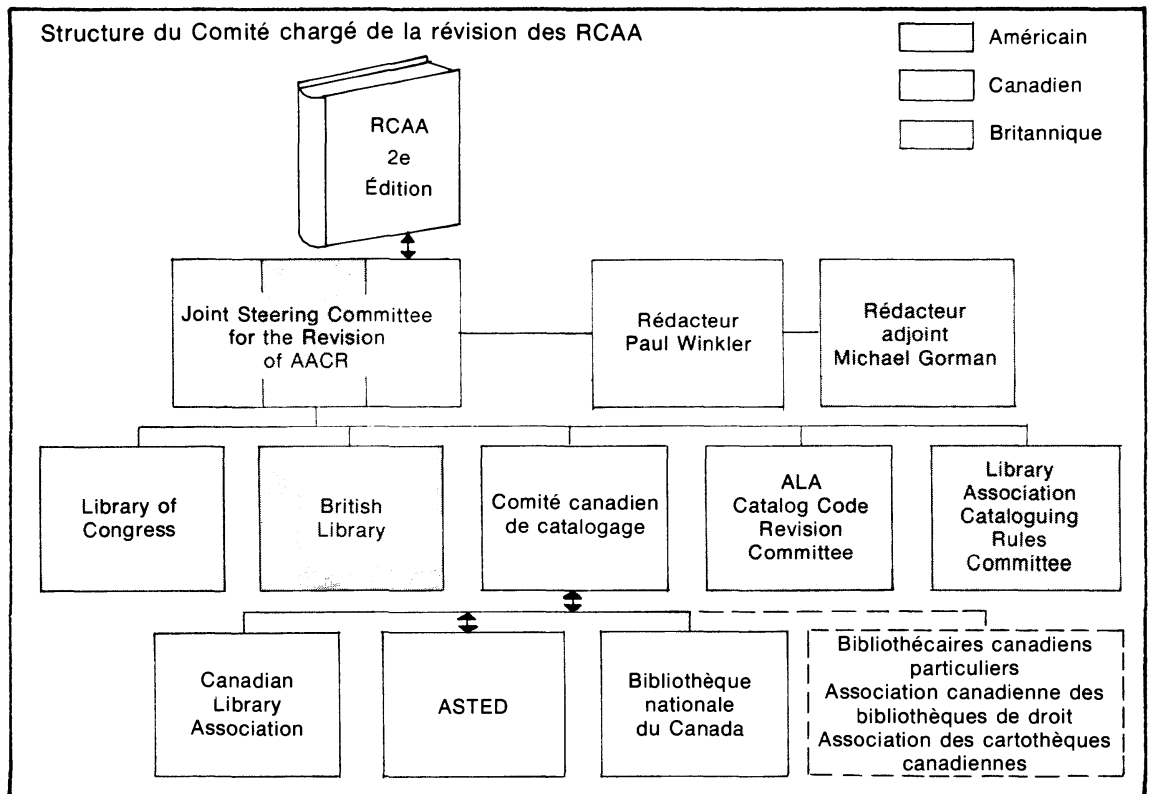 Structure du Comité chargé de la révision des RCAA
Américain
Canadien
Britannique
RCAA
2e
Édition
Joint Steering Committee
for the Revision
of AACR
Rédacteur
Paul Winkler
Rédacteur
adjoint
Michael Gorman
Library of
Congress
British
Library
Comité canadien
de catalogage
ALA
Catalog Code
Revision
Committee
Library
Association
Cataloguing
Rules
Committee
Canadian
Library
Association
ASTED
Bibliothèque
nationale
du Canada
Bibliothécaires canadiens
particuliers
Association canadienne des
bibliothèques de droit
Association des cartothèques
canadiennes